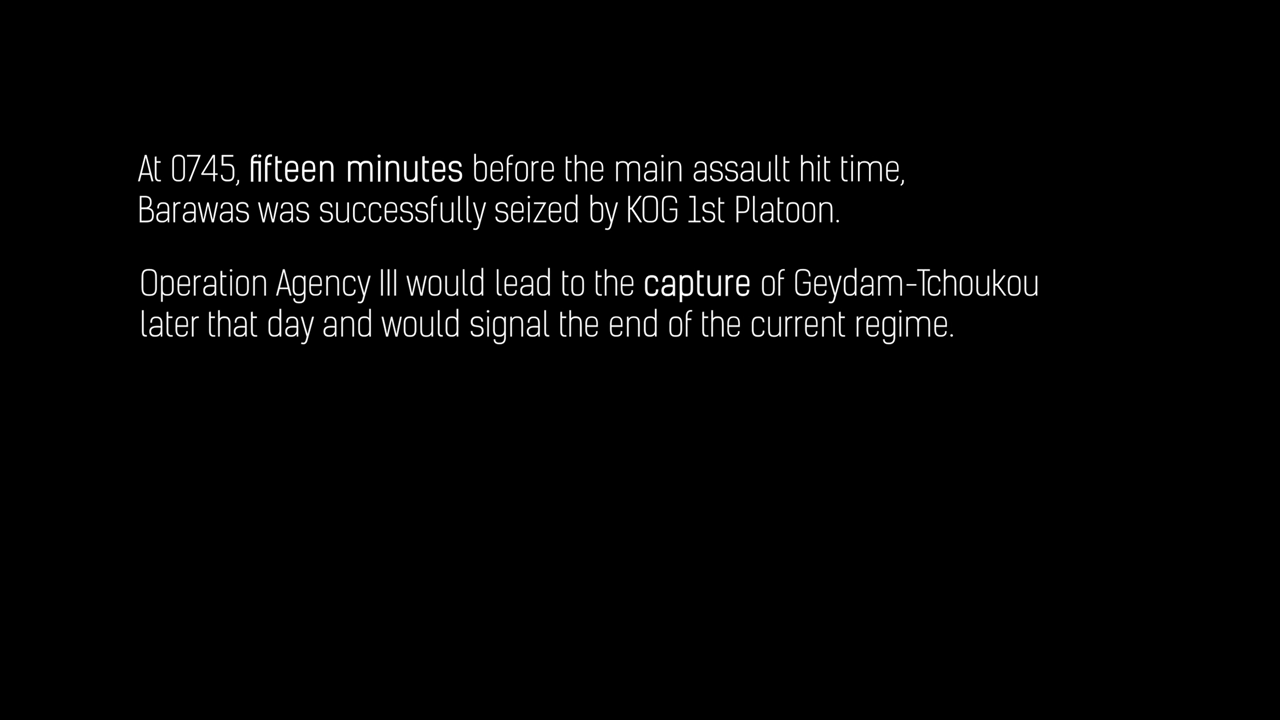 At 0745, fifteen minutes before the main assault hit time,
Barawas was successfully seized by KOG 1st Platoon.
Operation Agency III would lead to the capture of Geydam-Tchoukou
later that day and would signal the end of the current regime.